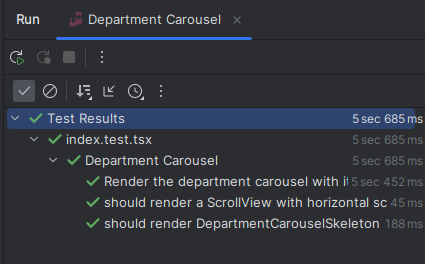 Run Department Carousel
Test Results 5 sec 685 ms
index.test.tsx 5 sec 685 ms
Department Carousel 5 sec 685 ms
Render the department carousel with it 5 sec 452 ms
should render a ScrollView with horizontal sc 45 ms
should render DepartmentCarouselSkeleton 188 ms